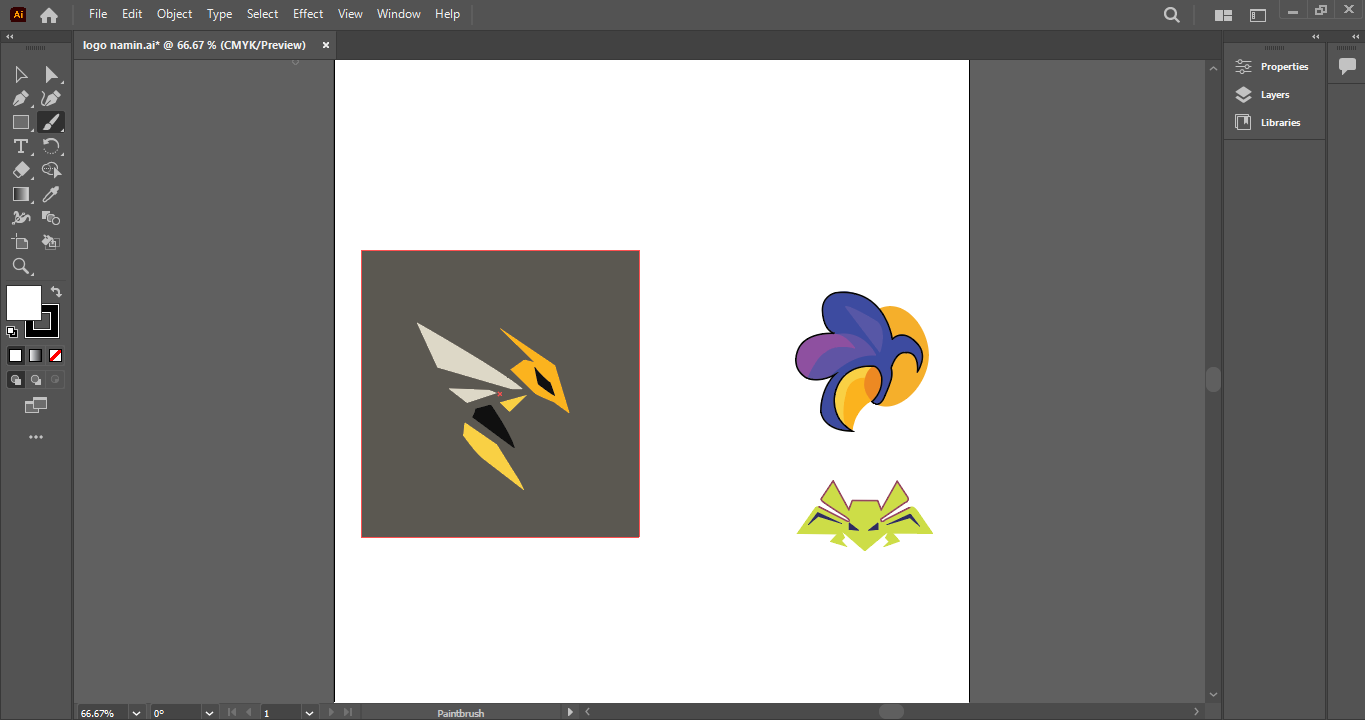 Ai File Edit Object Type Select Effect View Window Help
logo namin.ai* @ 66.67 % (CMYK/Preview) ×
Properties
Layers
Libraries
T
66.67% 0° 1 Paintbrush